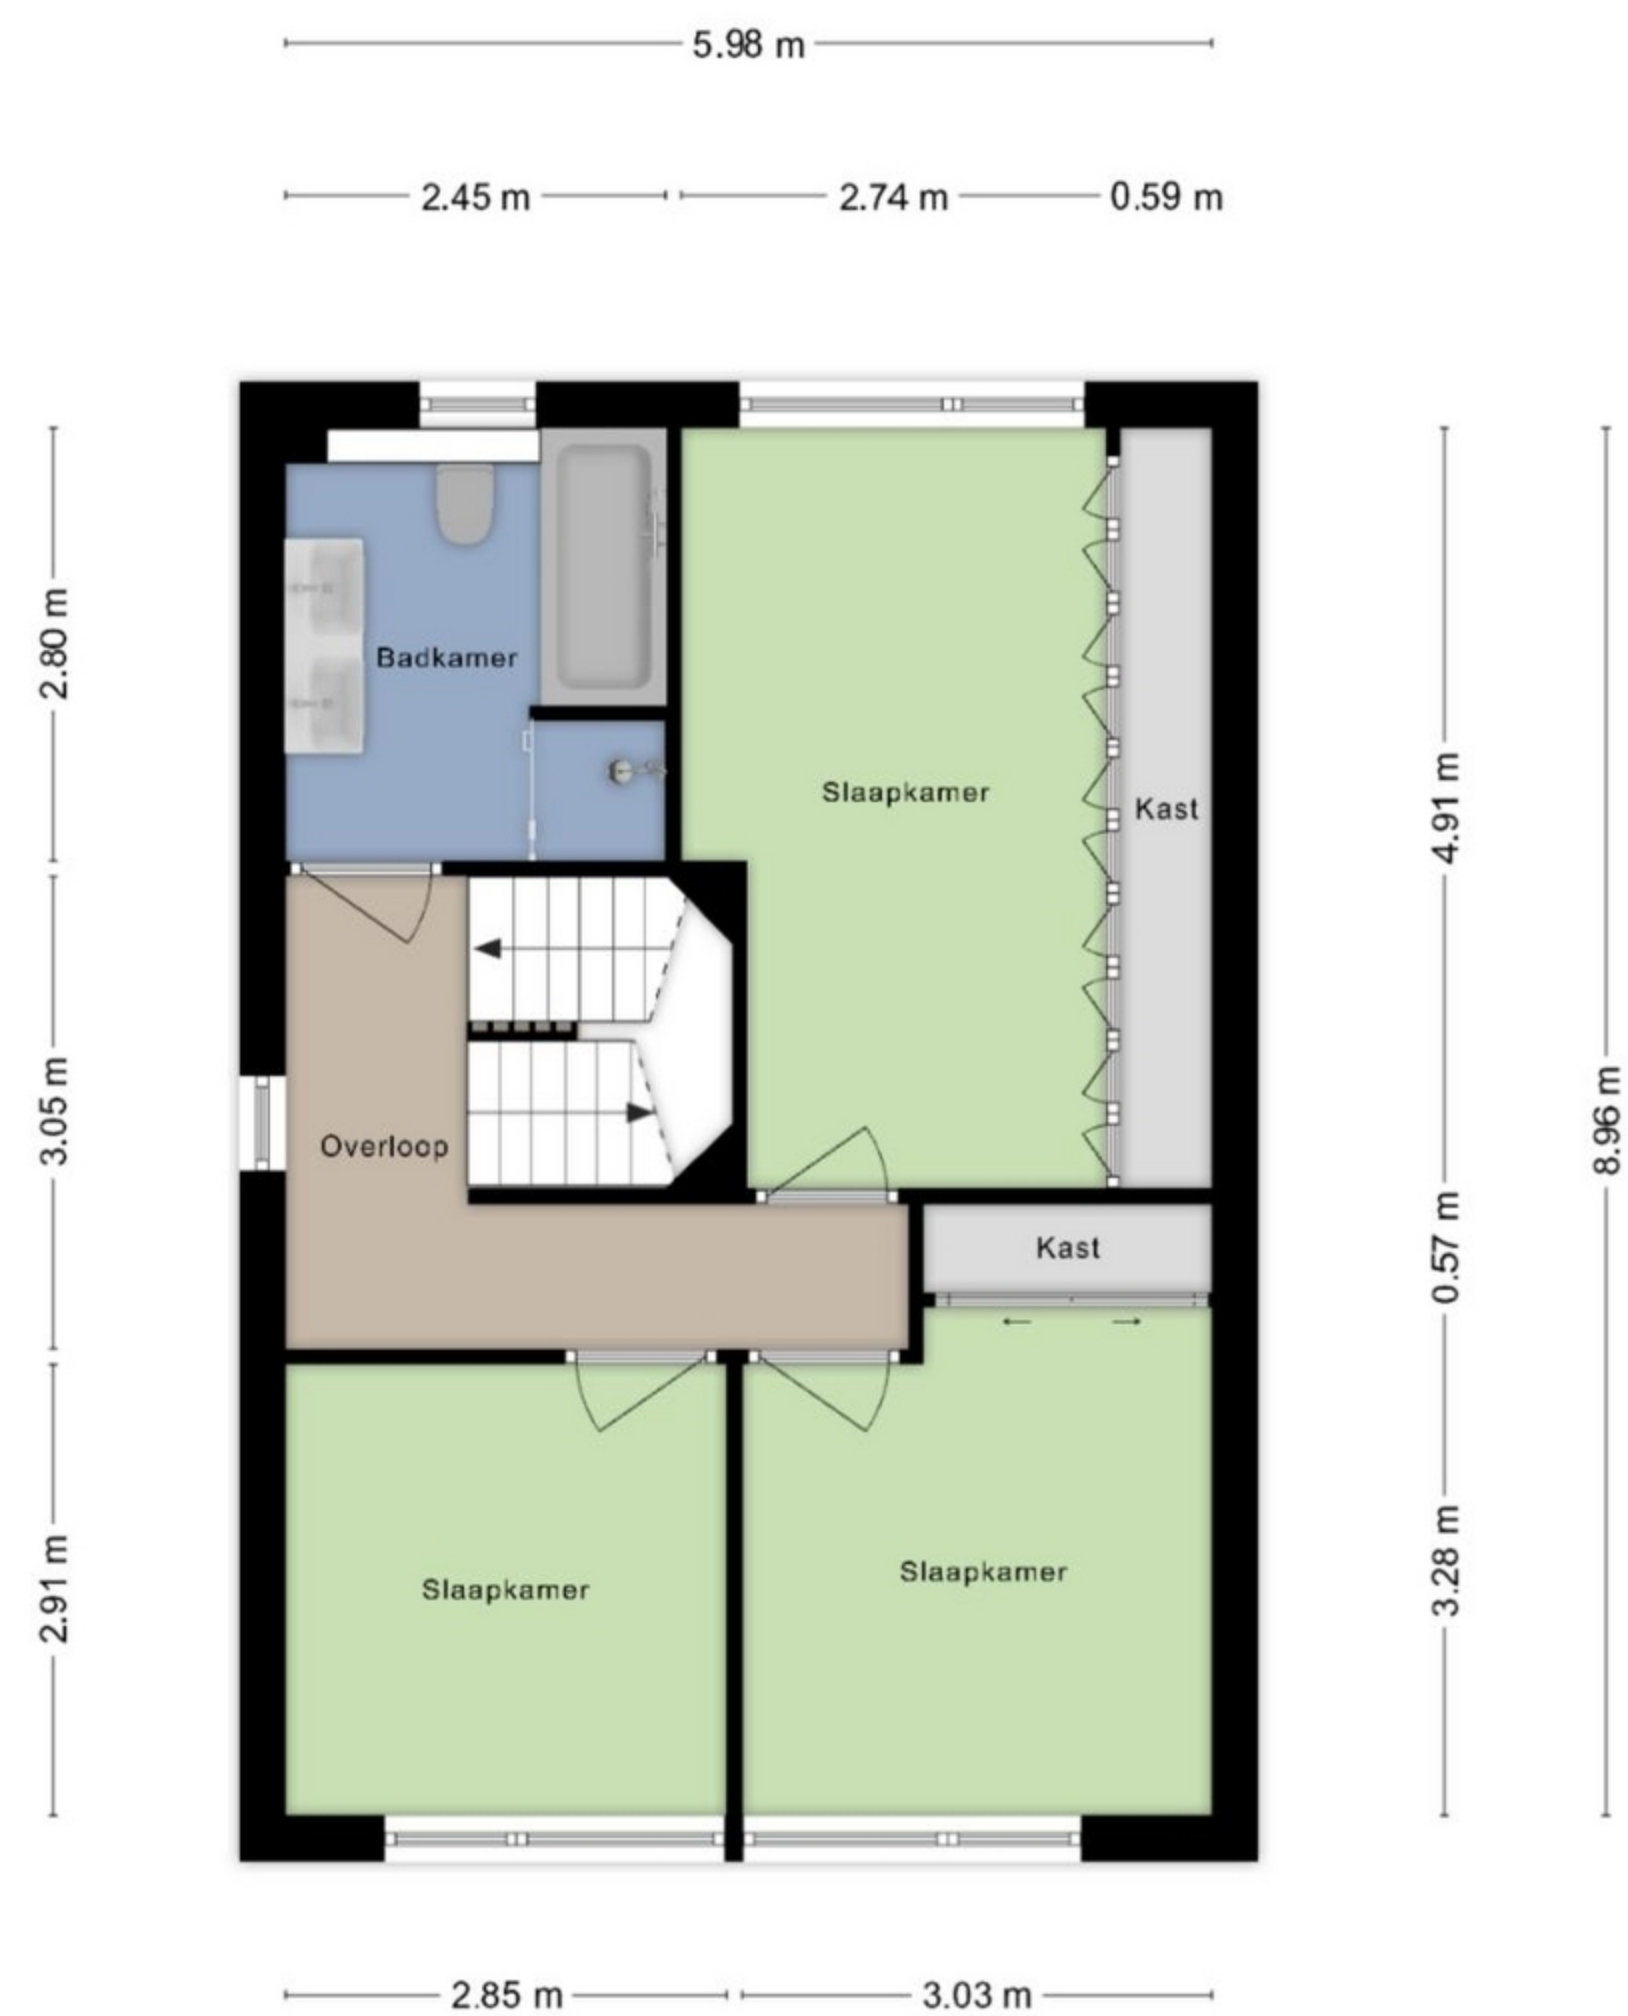 5.98 m
2.45 m
2.74 m
0.59 m
2.80 m
3.05 m
2.91 m
Badkamer
Slaapkamer
Kast
Overloop
Kast
Slaapkamer
Slaapkamer
4.91 m
0.57 m
3.28 m
8.96 m
2.85 m
3.03 m